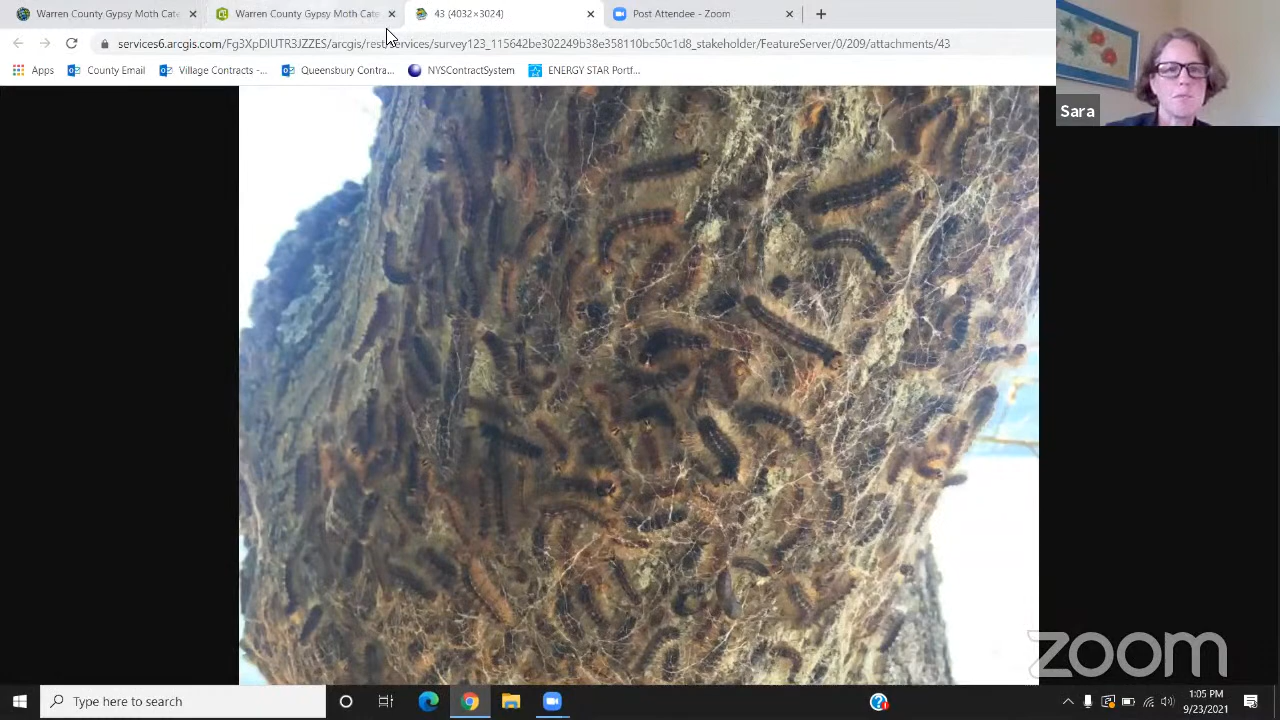 Warren County Gypsy Moth Cate
Warren County Gypsy Moth Cate
43 (4032×3024)
Post Attendee - Zoom
services6.arcgis.com/Fg3XpDIUTR3JZZES/arcgis/rest/services/survey123_115642be302249b38e358110bc50c1d8_stakeholder/FeatureServer/0/209/attachments/43
Apps
County Email
Village Contracts -...
Queensbury Contra...
NYSContractSystem
ENERGY STAR Portf...
Sara
zoom
Type here to search
1:05 PM
9/23/2021